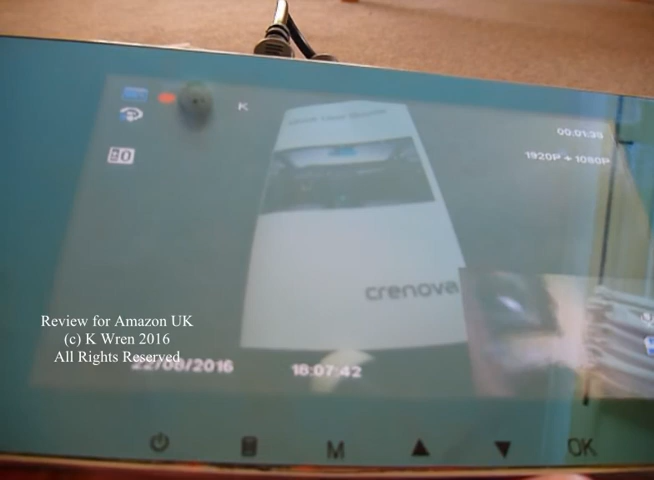 K
00:01:33
1920P + 1080P
crenova
Review for Amazon UK
(c) K Wren 2016
All Rights Reserved
22/08/2016
18:07:42
M
OK